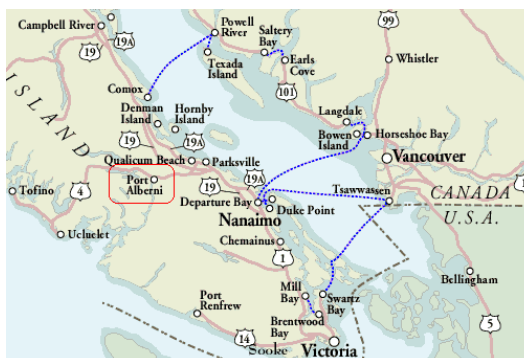 Campbell River
19
19A
Powell
River
Saltery
Bay
99
Texada
Island
Earls
Cove
Whistler
101
Comox
Denman
Island
Hornby
Island
Langdale
Bowen
Island
Horseshoe Bay
ISLAND
19
19A
Vancouver
Qualicum Beach
Parksville
Port
Alberni
Tofino
4
19
19A
Tsawwassen
CANADA
U.S.A.
Departure Bay
Duke Point
Nanaimo
Ucluelet
Chemainus
1
Bellingham
Mill
Bay
Swartz
Bay
Port
Renfrew
Brentwood
Bay
5
14
Sooke
Victoria